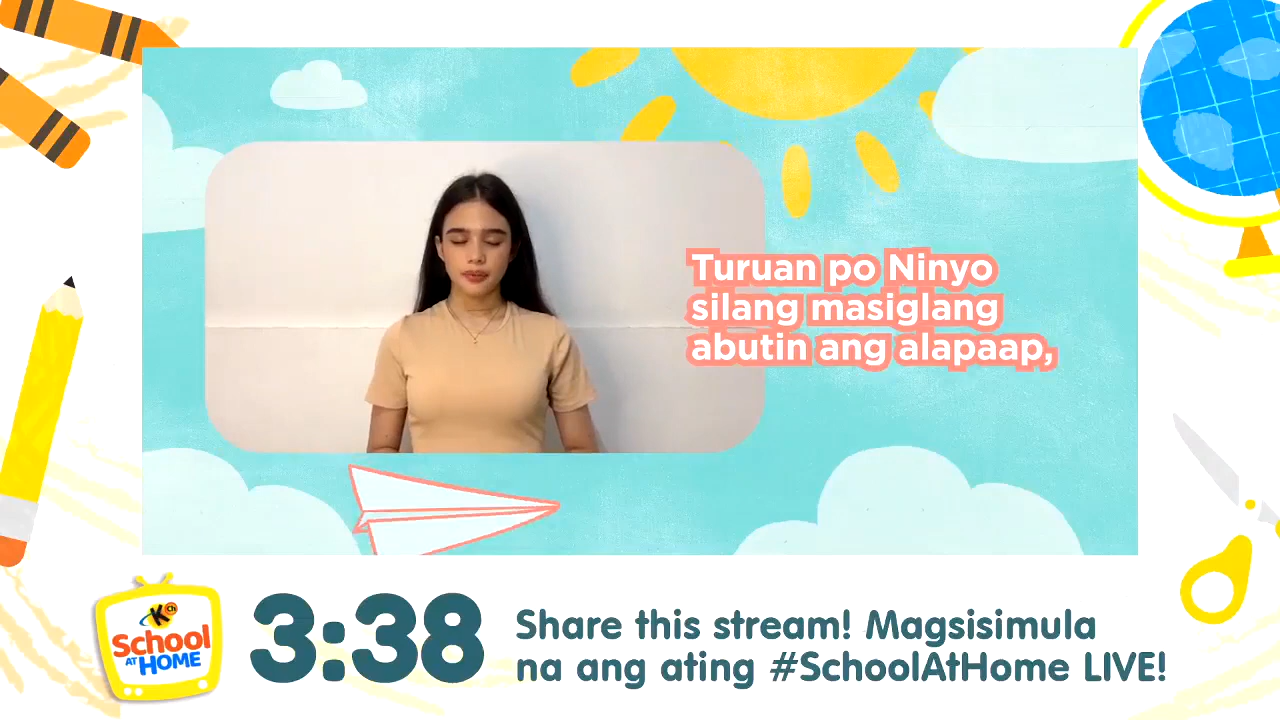 Turuan po Ninyo
silang masiglang
abutin ang alapaap,
K Ch
School
AT HOME
3:38
Share this stream! Magsisimula
na ang ating #SchoolAtHome LIVE!